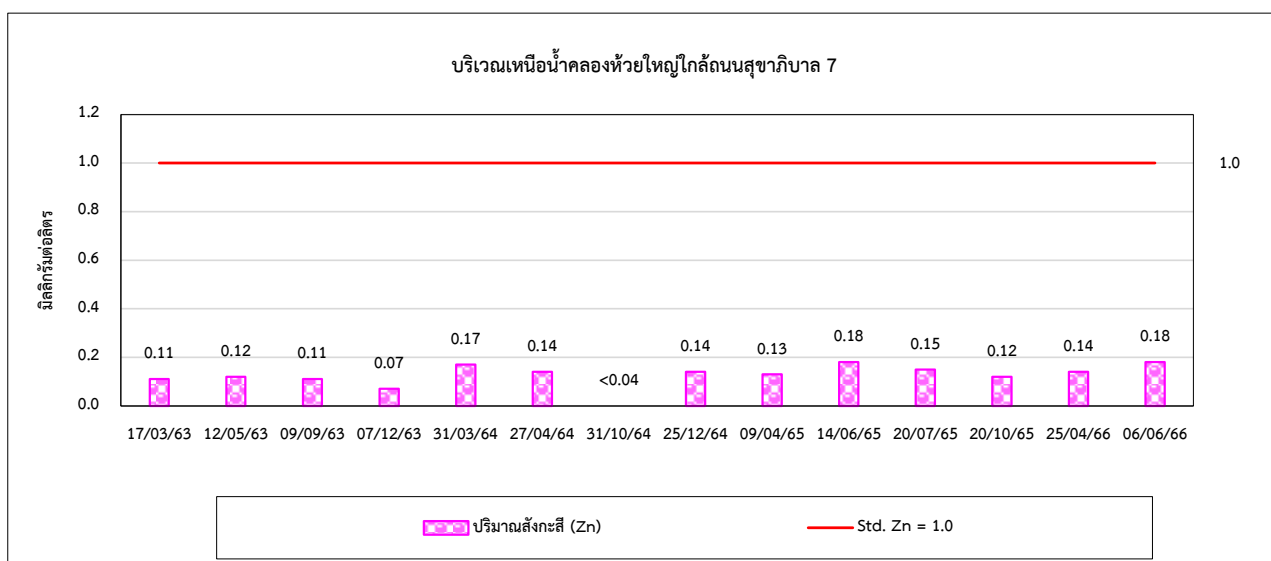 บริเวณเหนือน้ำคลองห้วยใหญ่ใกล้ถนนสุขาภิบาล 7
มิลลิกรัมต่อลิตร
1.2
1.0
0.8
0.6
0.4
0.2
0.0
1.0
0.11 0.12 0.11 0.07 0.17 0.14 <0.04 0.14 0.13 0.18 0.15 0.12 0.14 0.18
17/03/63 12/05/63 09/09/63 07/12/63 31/03/64 27/04/64 31/10/64 25/12/64 09/04/65 14/06/65 20/07/65 20/10/65 25/04/66 06/06/66
ปริมาณสังกะสี (Zn) Std. Zn = 1.0